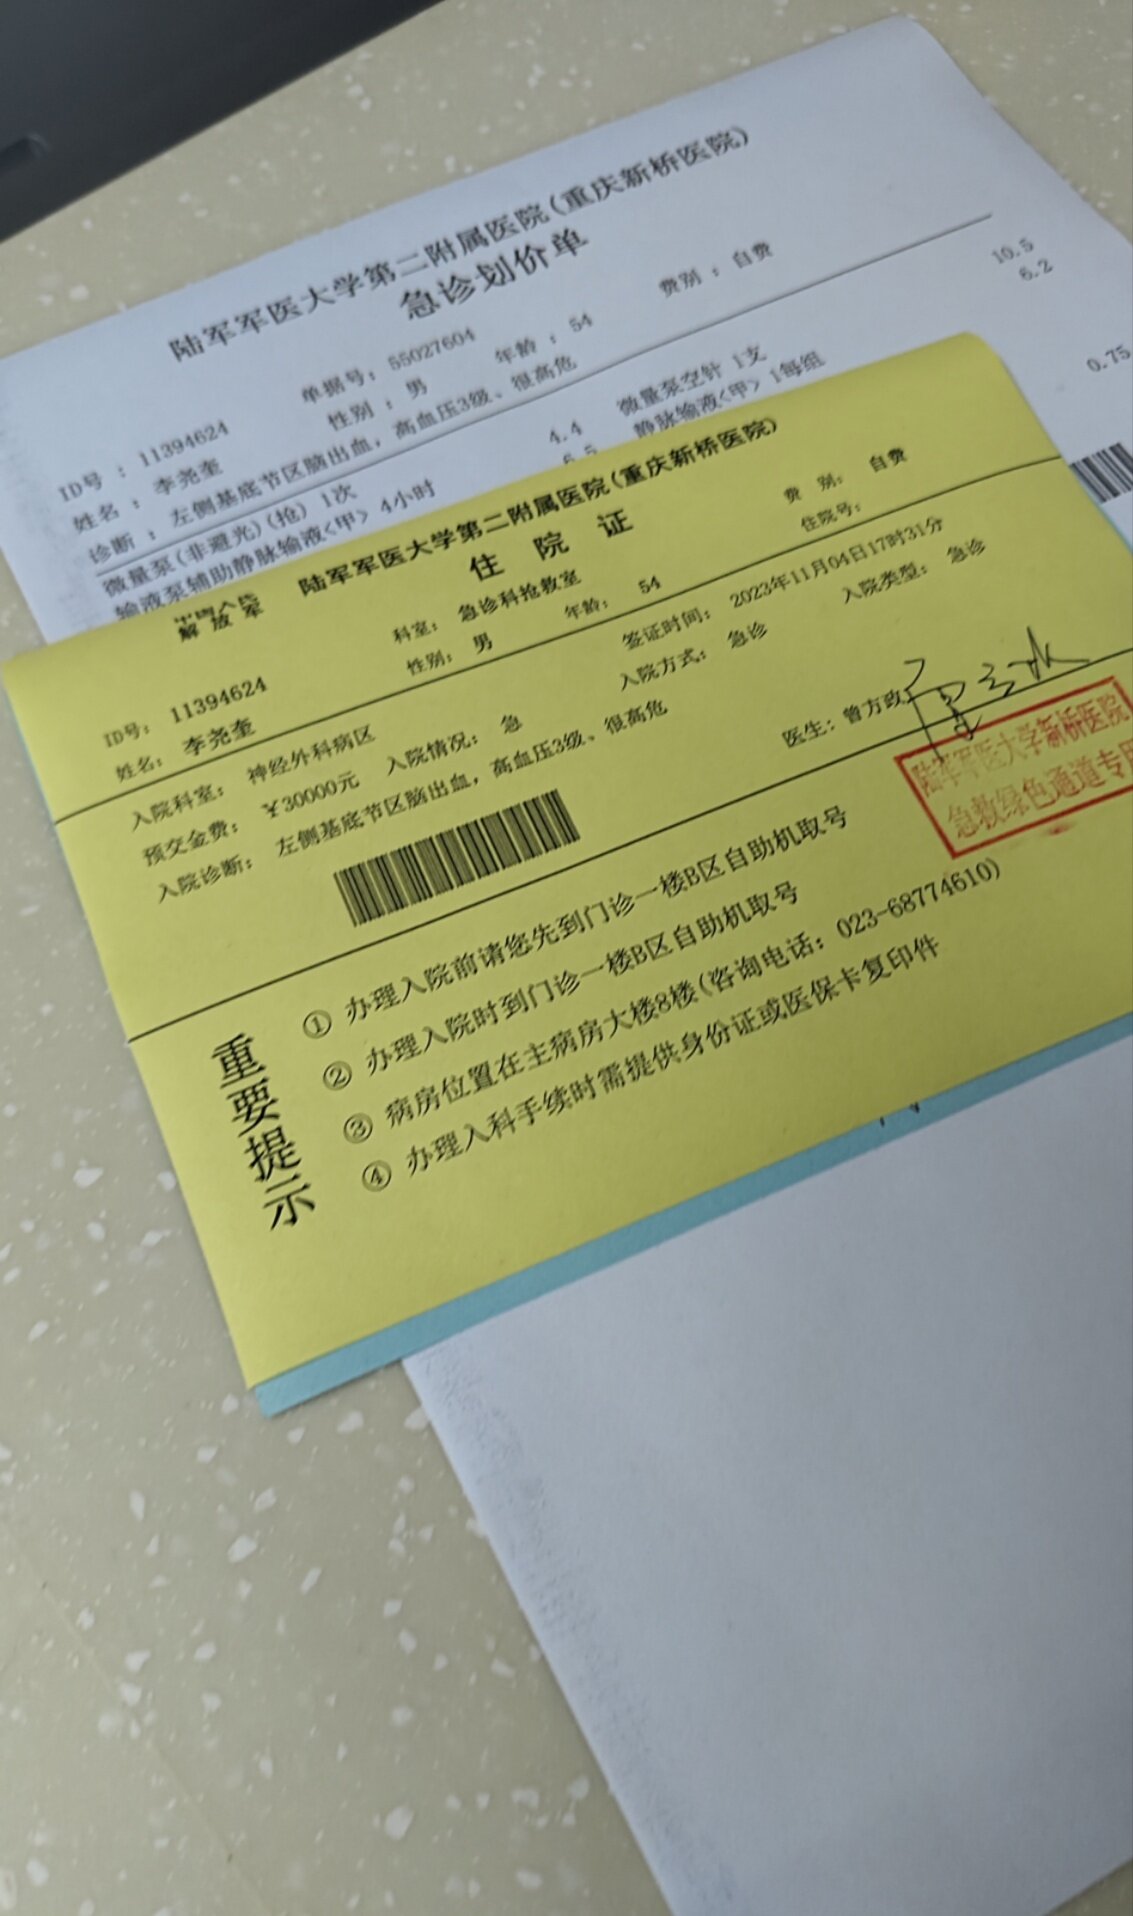 陆军军医大学第二附属医院(重庆新桥医院)
急诊划价单
单据号：55027604
费别：自费
ID号：11394624
性别：男 年龄：54
姓名：李尧奎
诊断：左侧基底节区脑出血，高血压3级、很高危
10.5
6.2
微量泵(非避光)(抢) 1次 4.4 微量泵空针 1支
输液泵辅助静脉输液<甲> 4小时 静脉输液<甲> 1每组 0.75
解放军
陆军军医大学第二附属医院(重庆新桥医院)
住院证
费别：自费
科室：急诊科抢救室
住院号：
ID号：11394624
性别：男 年龄：54
签证时间：2023年11月04日17时31分
姓名：李尧奎
入院方式：急诊 入院类型：急诊
入院科室：神经外科病区
预交金费：￥30000元 入院情况：急
入院诊断：左侧基底节区脑出血，高血压3级、很高危
医生：曾方政
陆军军医大学新桥医院
急救绿色通道专用
重要提示
① 办理入院前请您先到门诊一楼B区自助机取号
② 办理入院时到门诊一楼B区自助机取号
③ 病房位置在主病房大楼8楼(咨询电话：023-68774610)
④ 办理入科手续时需提供身份证或医保卡复印件